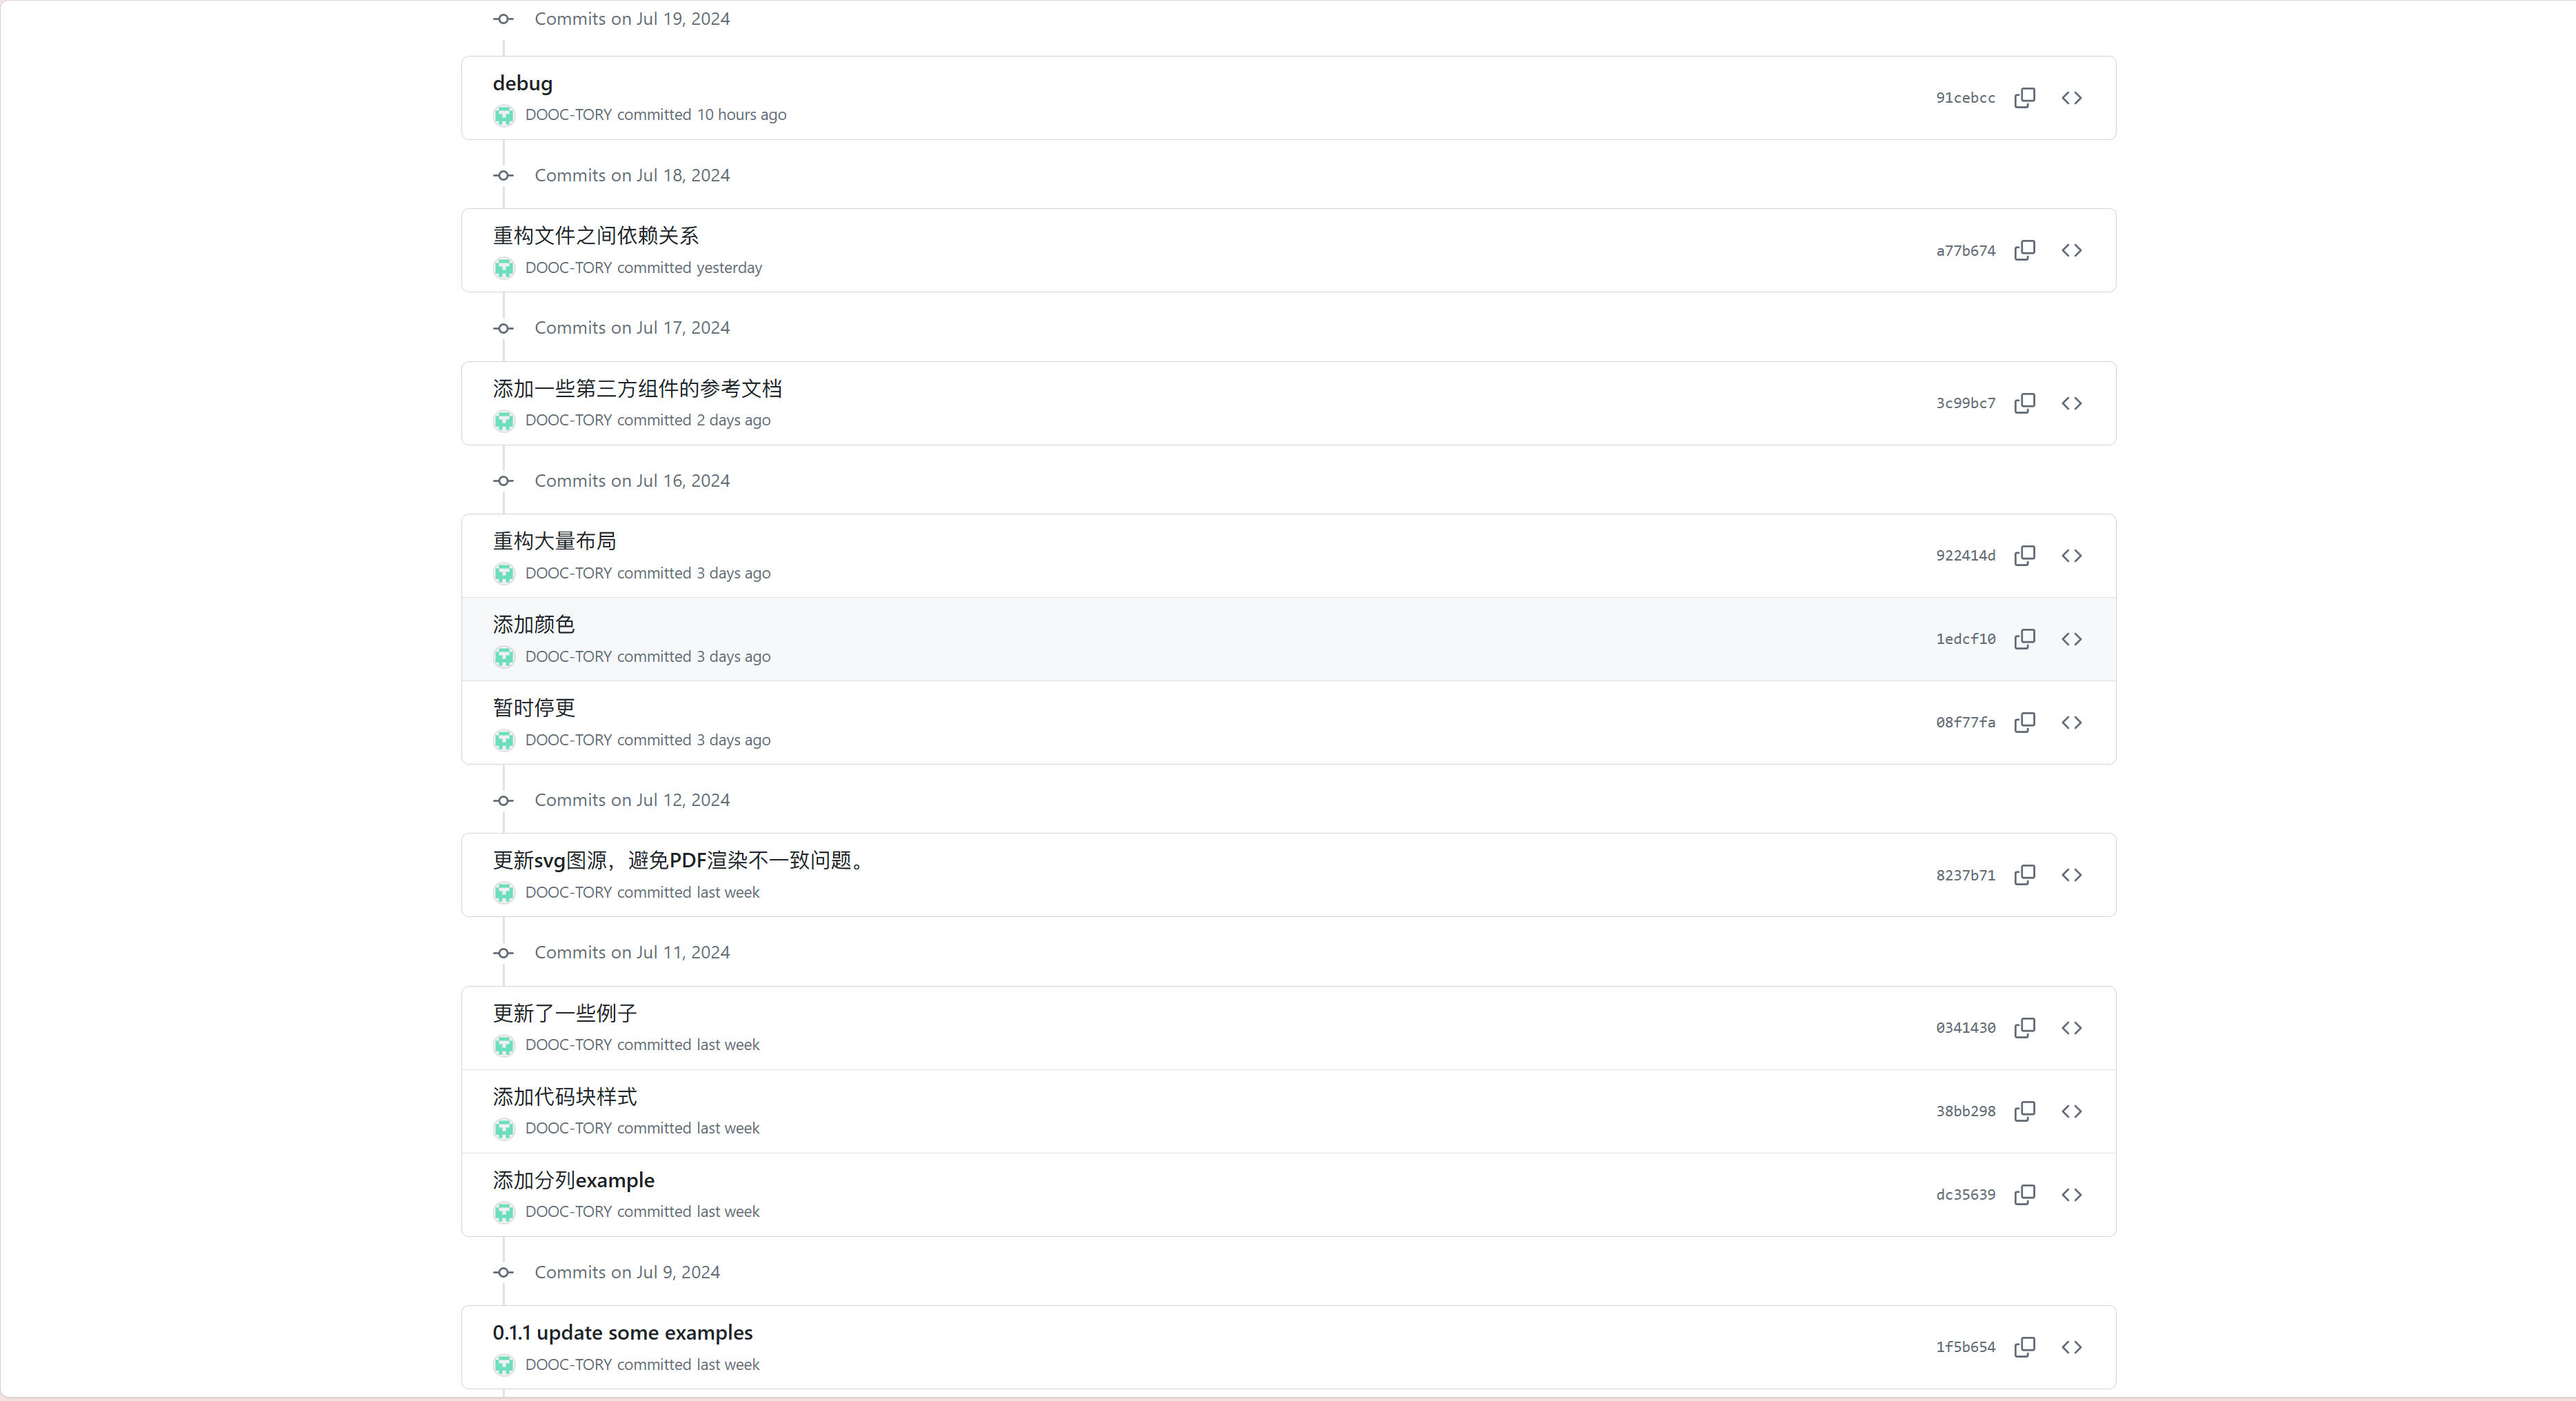 Commits on Jul 19, 2024
debug
91cebcc
DOOC-TORY committed 10 hours ago
Commits on Jul 18, 2024
重构文件之间依赖关系
a77b674
DOOC-TORY committed yesterday
Commits on Jul 17, 2024
添加一些第三方组件的参考文档
3c99bc7
DOOC-TORY committed 2 days ago
Commits on Jul 16, 2024
重构大量布局
922414d
DOOC-TORY committed 3 days ago
添加颜色
1edcf10
DOOC-TORY committed 3 days ago
暂时停更
08f77fa
DOOC-TORY committed 3 days ago
Commits on Jul 12, 2024
更新svg图源，避免PDF渲染不一致问题。
8237b71
DOOC-TORY committed last week
Commits on Jul 11, 2024
更新了一些例子
0341430
DOOC-TORY committed last week
添加代码块样式
38bb298
DOOC-TORY committed last week
添加分列example
dc35639
DOOC-TORY committed last week
Commits on Jul 9, 2024
0.1.1 update some examples
1f5b654
DOOC-TORY committed last week